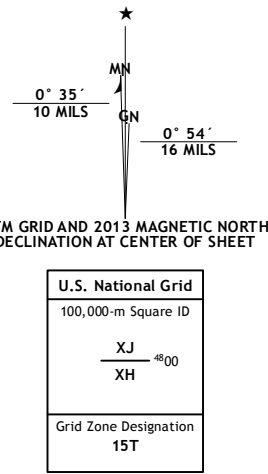 ★
MN
0° 35´
10 MILS
GN
0° 54´
16 MILS
TM GRID AND 2013 MAGNETIC NORTH
DECLINATION AT CENTER OF SHEET
U.S. National Grid
100,000-m Square ID
XJ
⁴⁸00
XH
Grid Zone Designation
15T